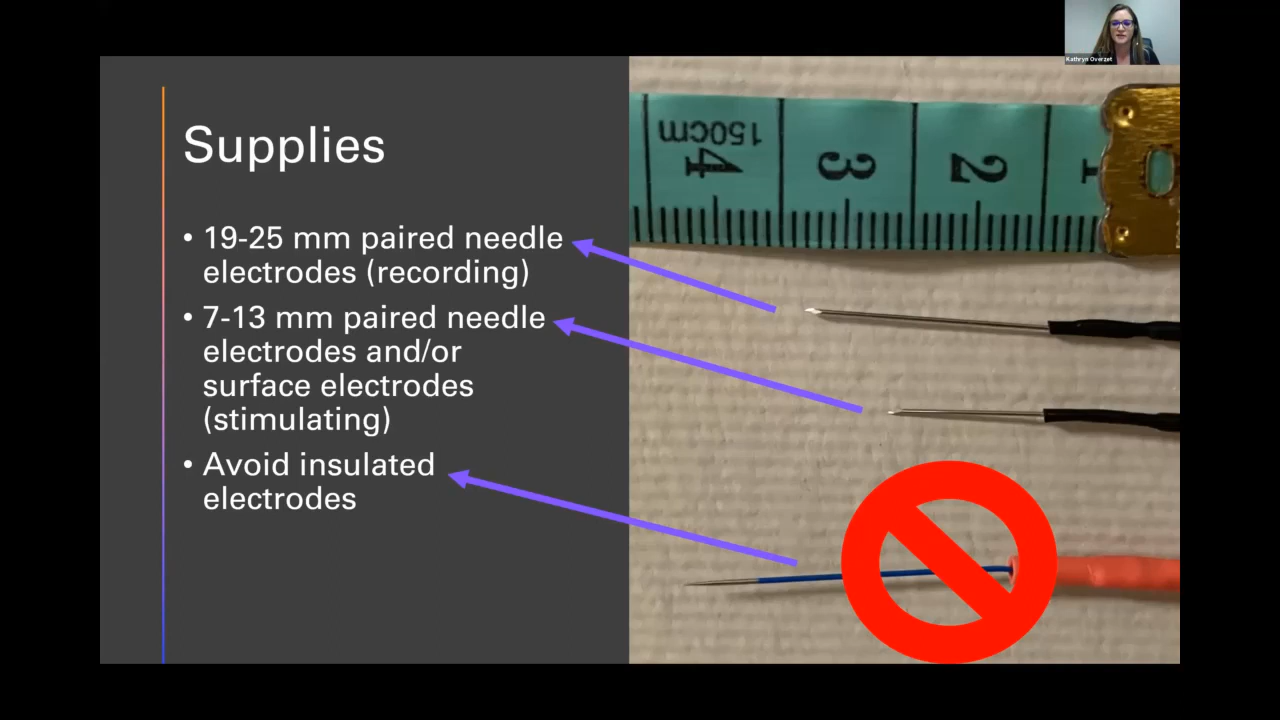 Kathryn Overzet
Supplies
• 19-25 mm paired needle
electrodes (recording)
• 7-13 mm paired needle
electrodes and/or
surface electrodes
(stimulating)
• Avoid insulated
electrodes
150cm
4 3 2 1